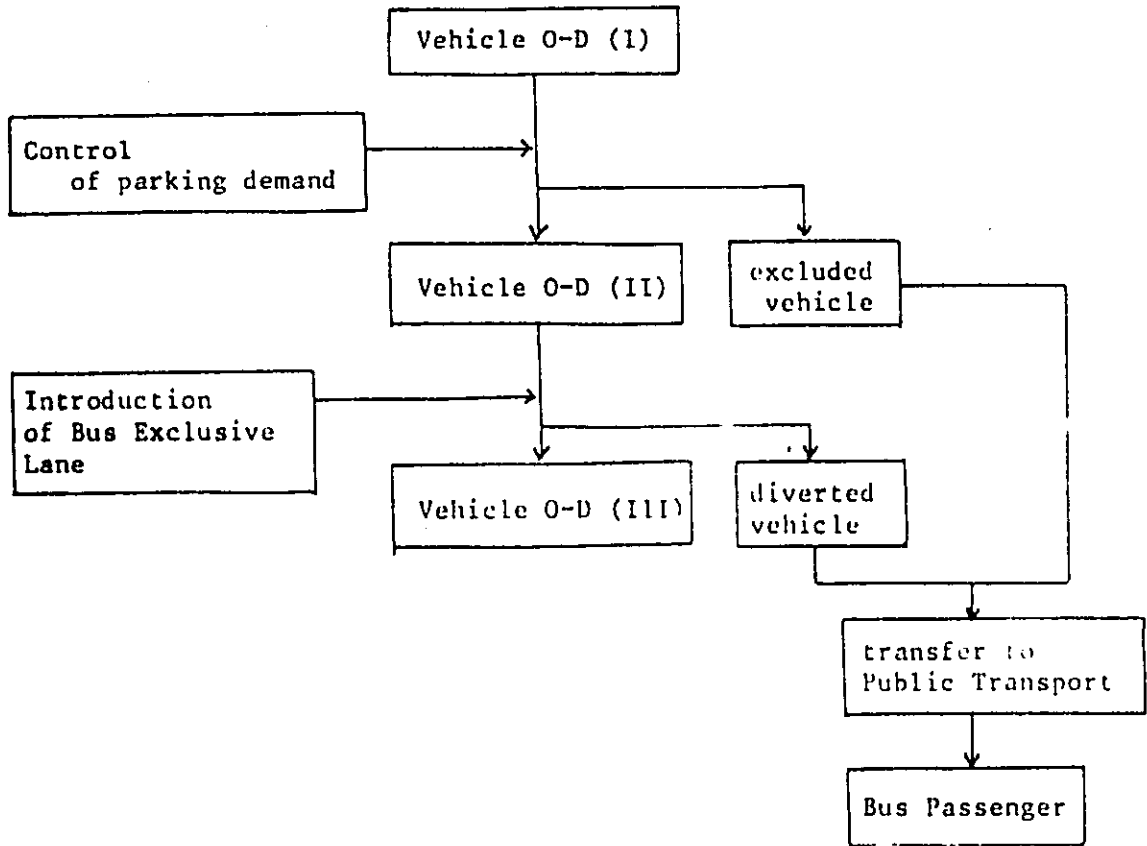 Vehicle O-D (I)
Control
of parking demand
Vehicle O-D (II)
excluded
vehicle
Introduction
of Bus Exclusive
Lane
Vehicle O-D (III)
diverted
vehicle
transfer to
Public Transport
Bus Passenger